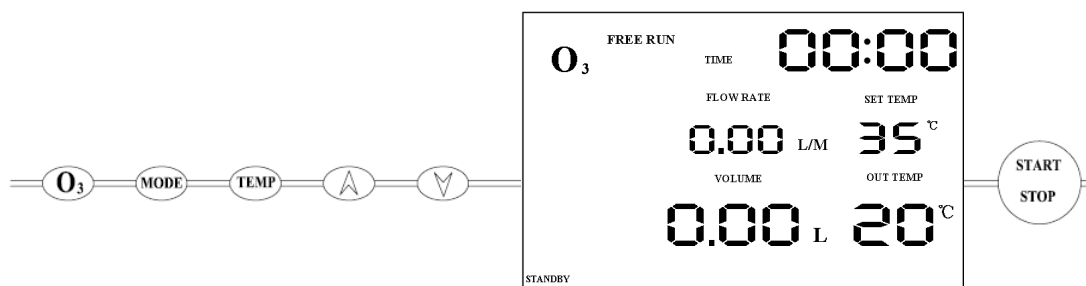 O₃
MODE
TEMP
O₃
FREE RUN
TIME
00:00
FLOW RATE
SET TEMP
0.00 L/M
35 °C
VOLUME
OUT TEMP
0.00 L
20 °C
STANDBY
START
STOP